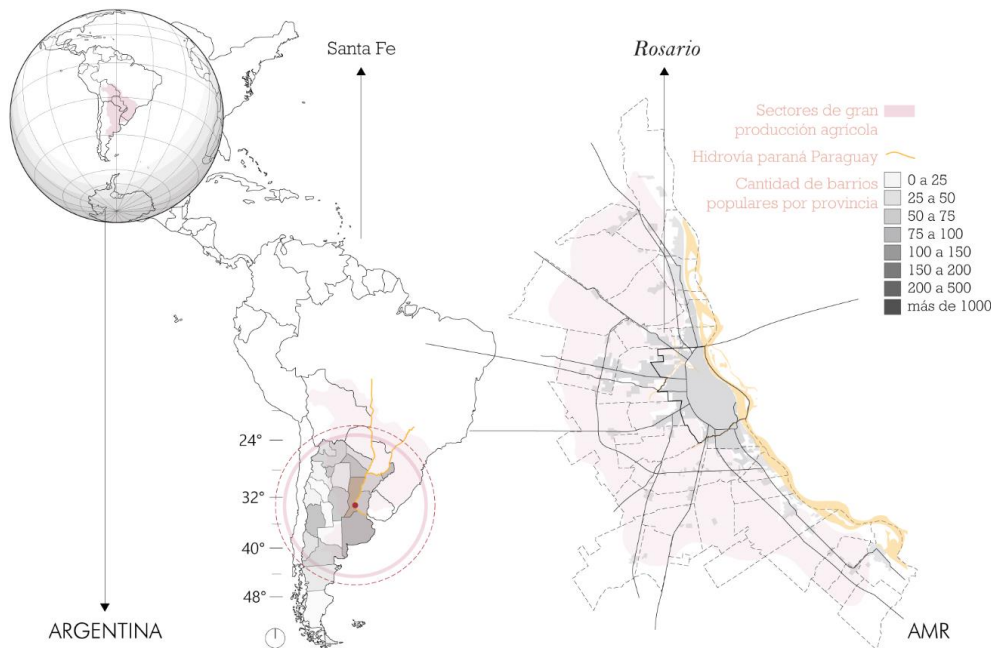 Santa Fe
Rosario
Sectores de gran
producción agrícola
Hidrovía paraná Paraguay
Cantidad de barrios
populares por provincia
0 a 25
25 a 50
50 a 75
75 a 100
100 a 150
150 a 200
200 a 500
más de 1000
24°
32°
40°
48°
ARGENTINA
AMR